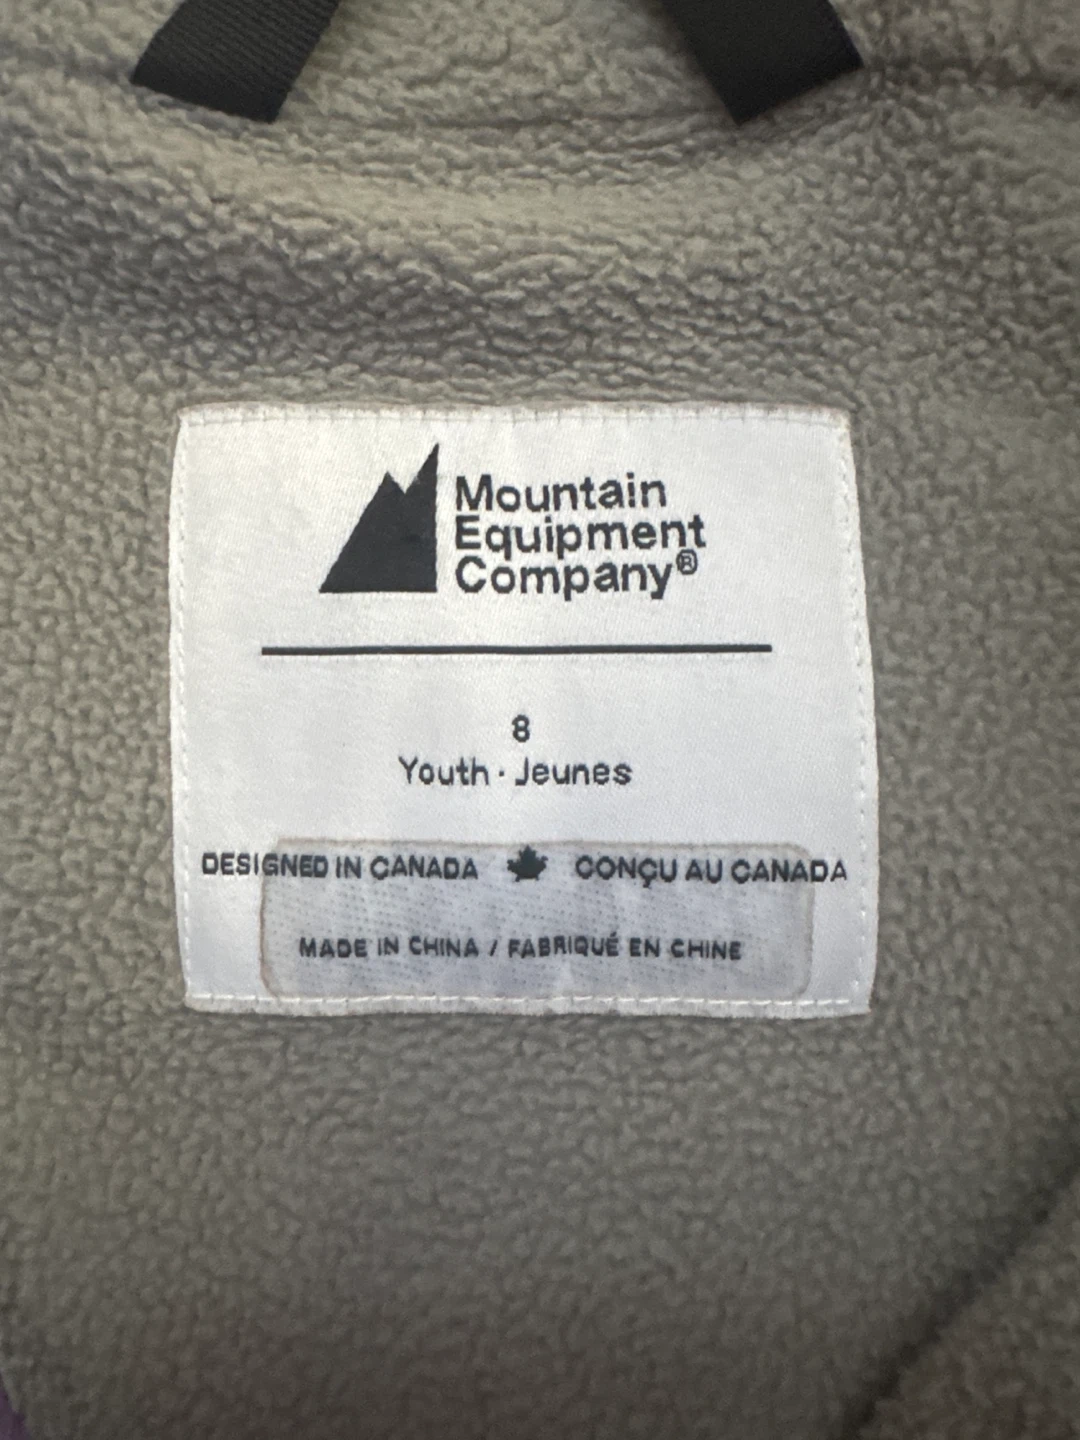 Mountain
Equipment
Company®
8
Youth · Jeunes
DESIGNED IN CANADA CONÇU AU CANADA
MADE IN CHINA / FABRIQUÉ EN CHINE